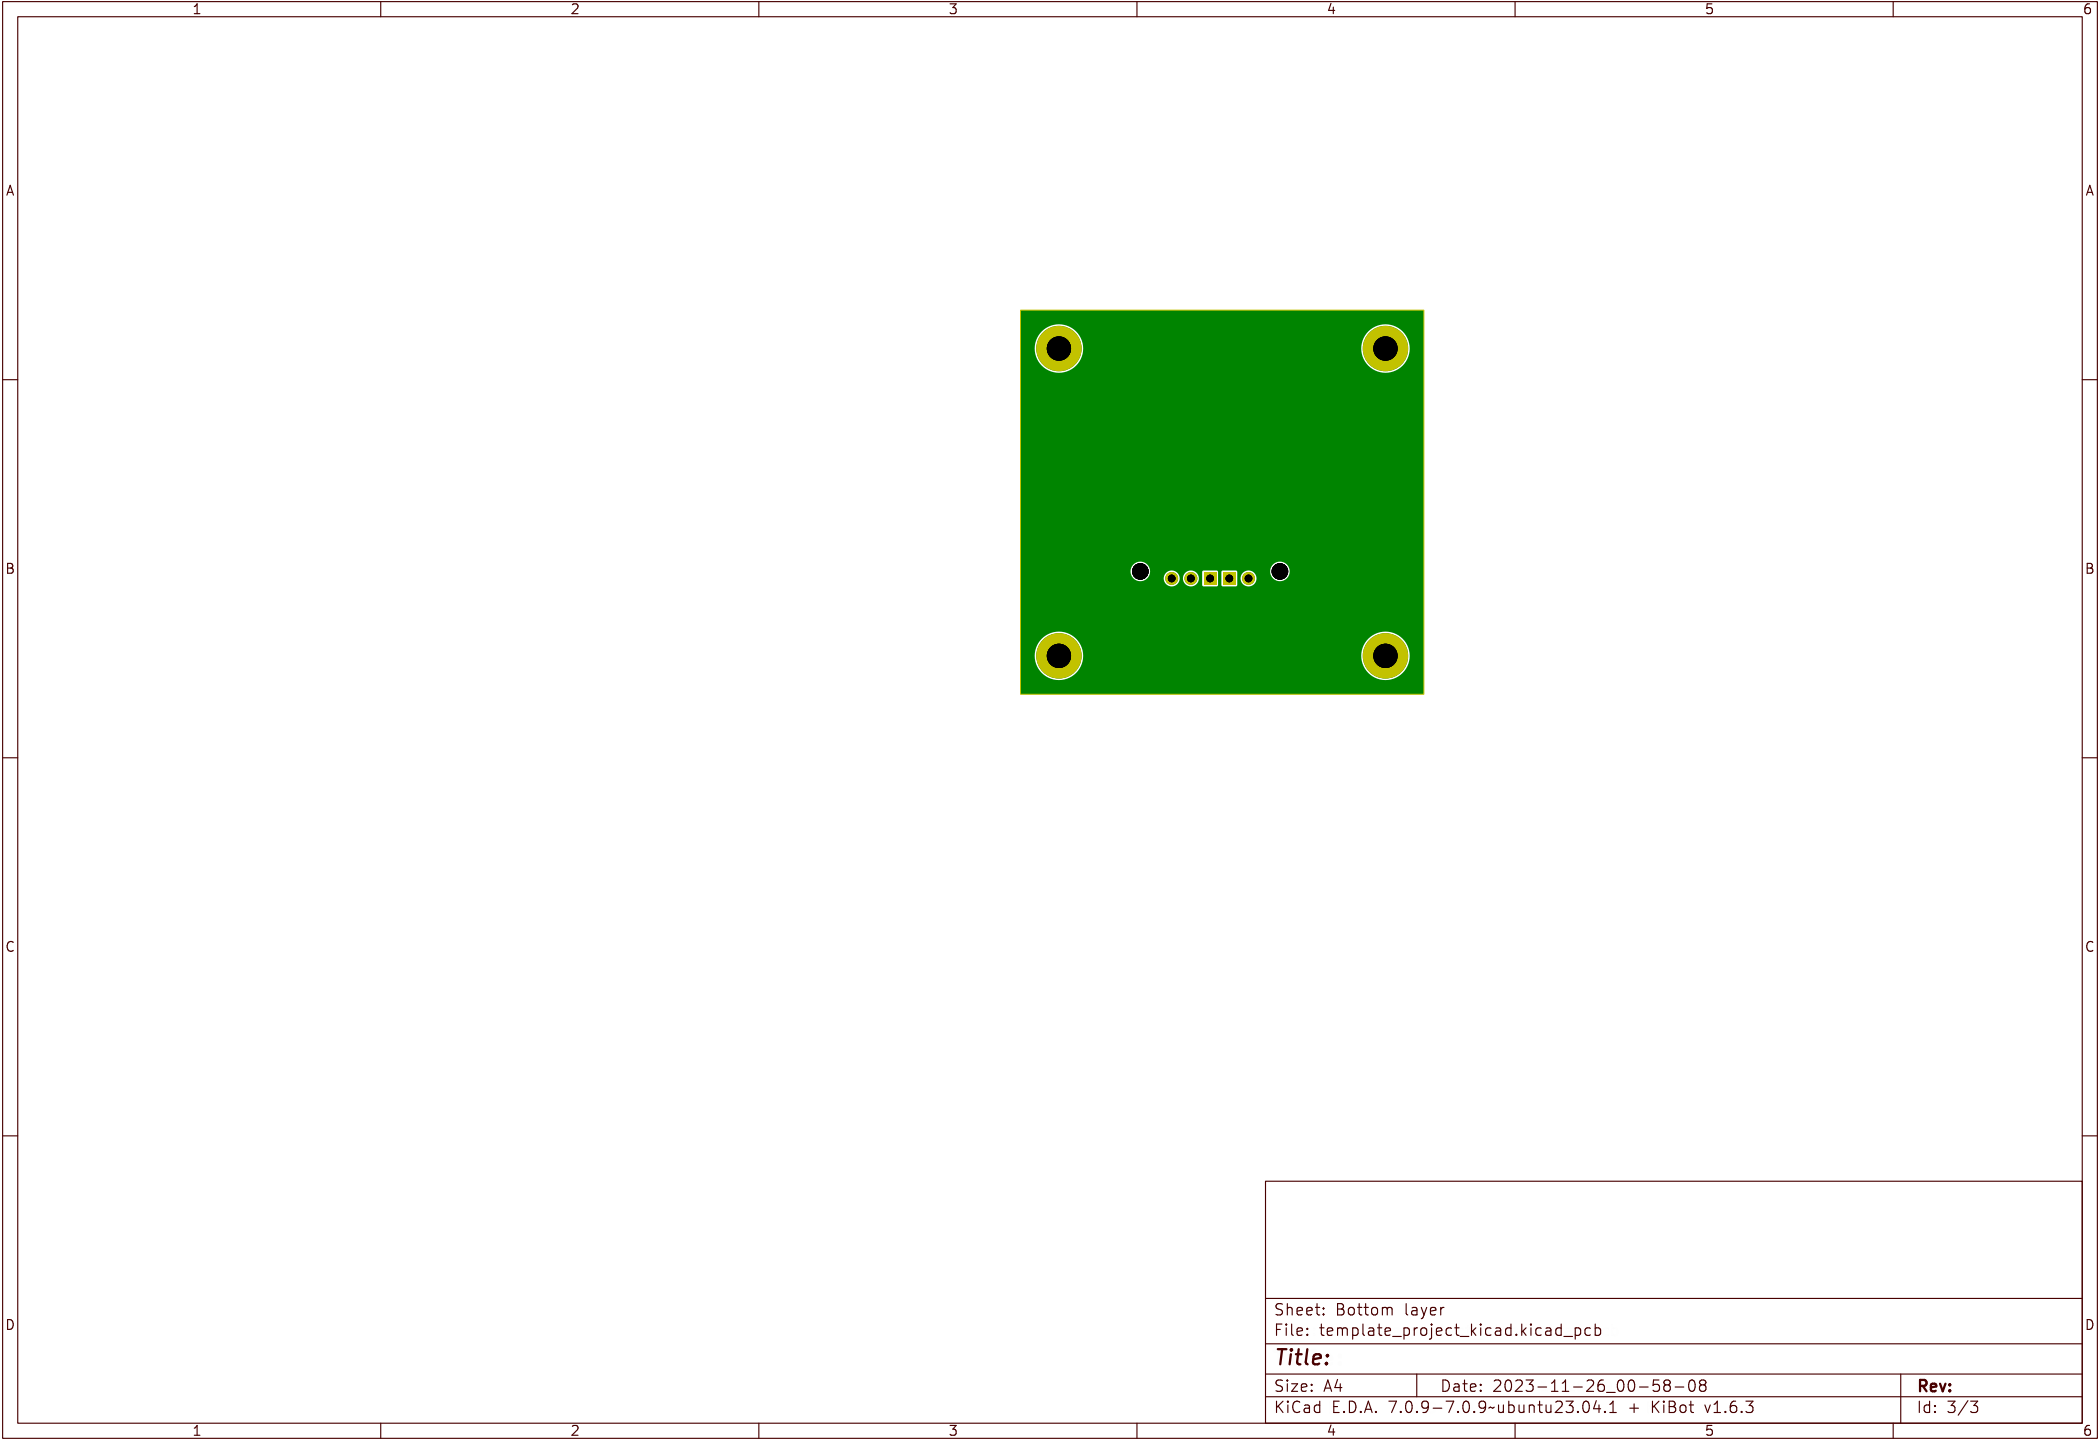 1 2 3 4 5 6
A A
B B
C C
D D
Sheet: Bottom layer
File: template_project_kicad.kicad_pcb
Title:
Size: A4 Date: 2023-11-26_00-58-08 Rev:
KiCad E.D.A. 7.0.9-7.0.9~ubuntu23.04.1 + KiBot v1.6.3 Id: 3/3
1 2 3 4 5 6